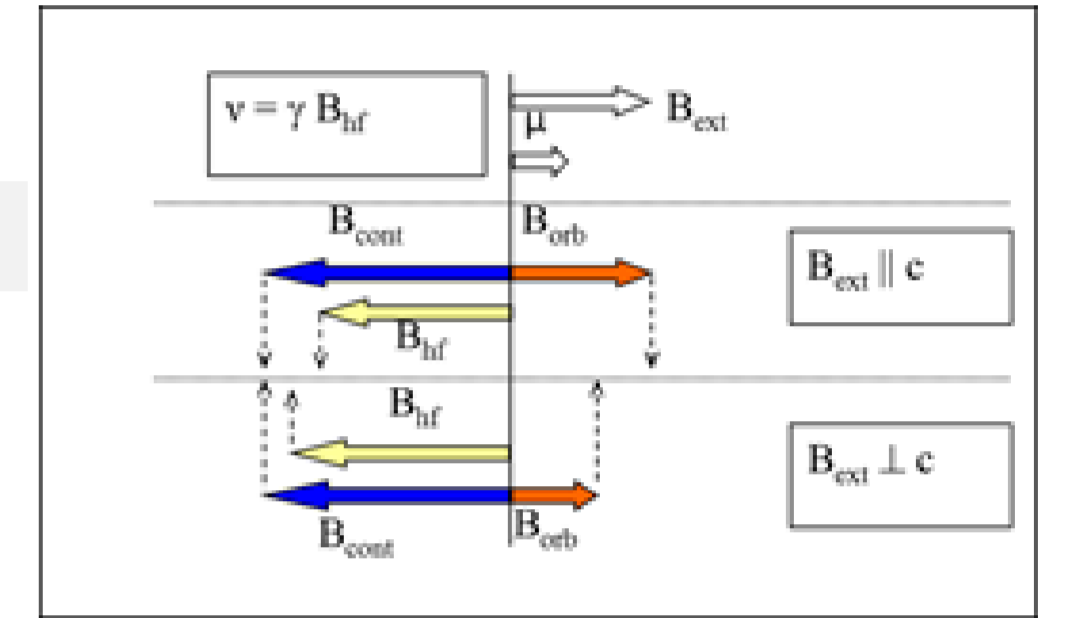 ν = γ B_hf
B_ext
μ
B_cont
B_orb
B_ext ∥ c
B_hf
B_hf
B_ext ⊥ c
B_cont
B_orb